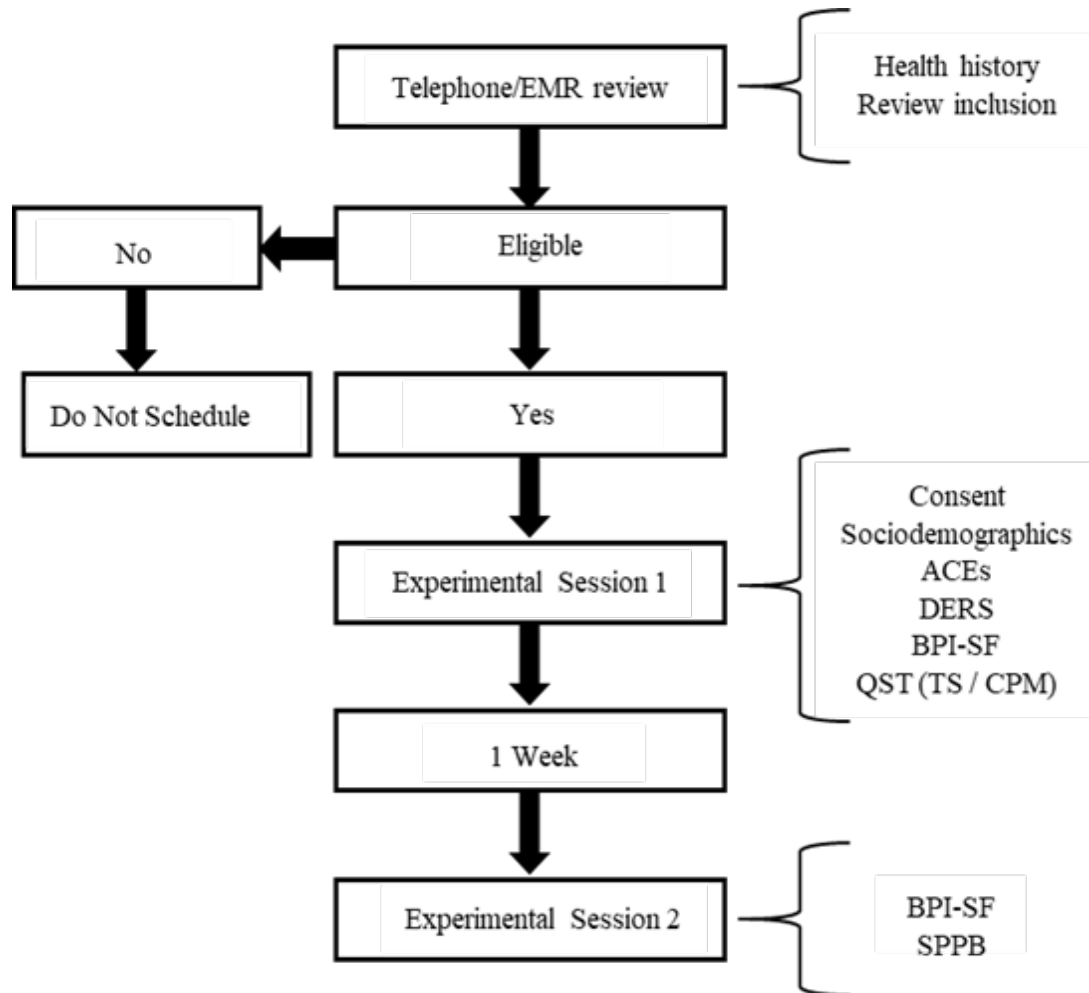 Telephone/EMR review
Health history
Review inclusion
No
Eligible
Do Not Schedule
Yes
Experimental Session 1
Consent
Sociodemographics
ACEs
DERS
BPI-SF
QST (TS / CPM)
1 Week
Experimental Session 2
BPI-SF
SPPB